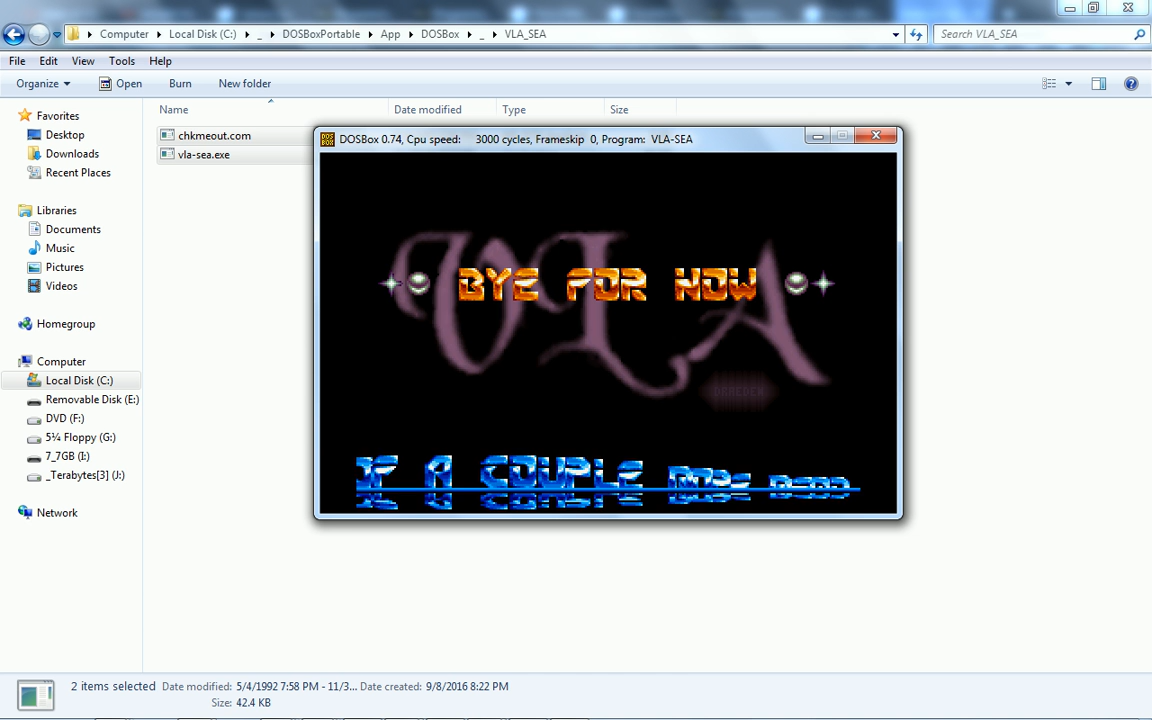 Computer Local Disk (C:) _ DOSBoxPortable App DOSBox _ VLA_SEA
Search VLA_SEA
File Edit View Tools Help
Organize Open Burn New folder
Name Date modified Type Size
Favorites
Desktop
Downloads
Recent Places
Libraries
Documents
Music
Pictures
Videos
Homegroup
Computer
Local Disk (C:)
Removable Disk (E:)
DVD (F:)
5¼ Floppy (G:)
7_7GB (I:)
_Terabytes[3] (J:)
Network
chkmeout.com
vla-sea.exe
DOS BOX
DOSBox 0.74, Cpu speed: 3000 cycles, Frameskip 0, Program: VLA-SEA
VLA
BYE FOR NOW
IF A COUPLE
2 items selected Date modified: 5/4/1992 7:58 PM - 11/3... Date created: 9/8/2016 8:22 PM
Size: 42.4 KB